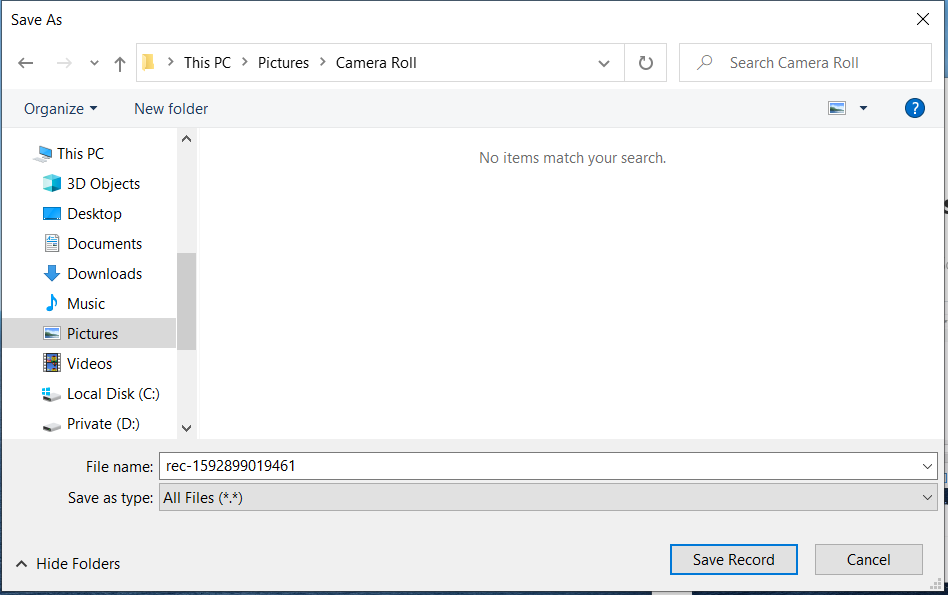 Save As
This PC > Pictures > Camera Roll
Search Camera Roll
Organize
New folder
?
This PC
3D Objects
Desktop
Documents
Downloads
Music
Pictures
Videos
Local Disk (C:)
Private (D:)
No items match your search.
File name: rec-1592899019461
Save as type: All Files (*.*)
Hide Folders
Save Record
Cancel